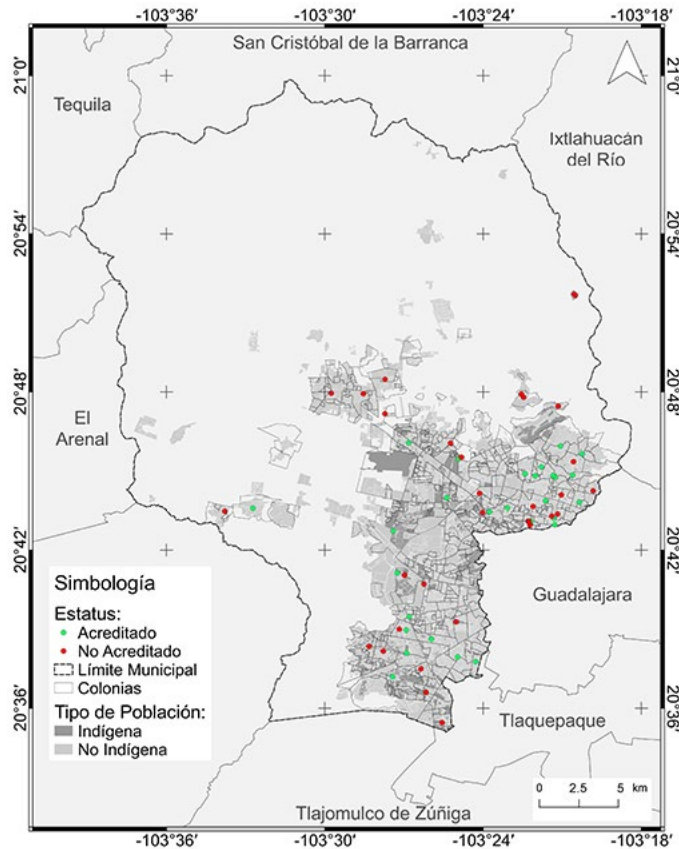 -103°36' -103°30' -103°24' -103°18'
San Cristóbal de la Barranca
21°0' 21°0'
Tequila
Ixtlahuacán
del Río
20°54' 20°54'
20°48' 20°48'
El
Arenal
20°42' 20°42'
Simbología
Estatus:
Acreditado
No Acreditado
Límite Municipal
Colonias
Tipo de Población:
Indígena
No Indígena
Guadalajara
20°36' 20°36'
Tlaquepaque
0 2.5 5 km
Tlajomulco de Zúñiga
-103°36' -103°30' -103°24' -103°18'